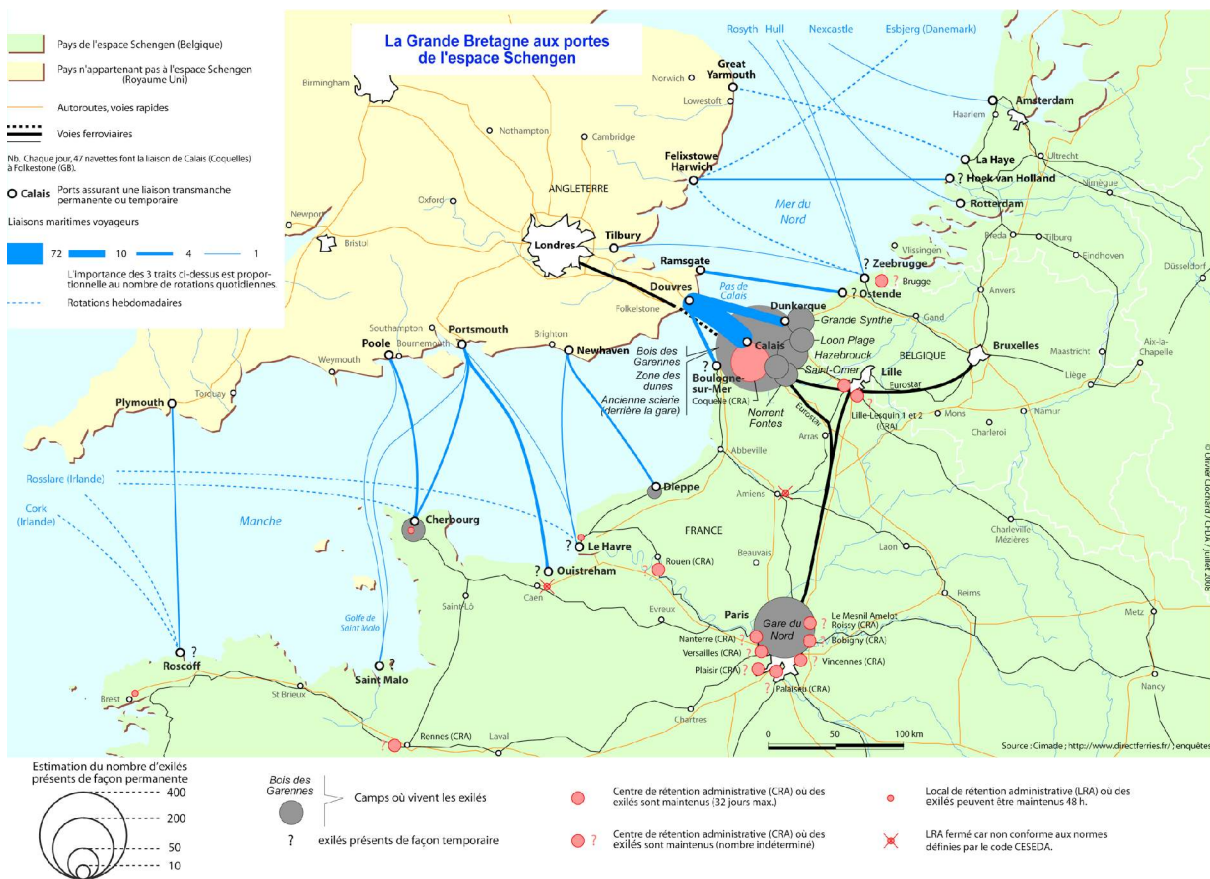 Pays de l'espace Schengen (Belgique)
Pays n'appartenant pas à l'espace Schengen
(Royaume Uni)
Autoroutes, voies rapides
Voies ferroviaires
Nb. Chaque jour, 47 navettes font la liaison de Calais (Coquelles)
à Folkestone (GB).
Calais
Ports assurant une liaison transmanche
permanente ou temporaire
Liaisons maritimes voyageurs
72 10 4 1
L'importance des 3 traits ci-dessus est propor-
tionnelle au nombre de rotations quotidiennes.
Rotations hebdomadaires
La Grande Bretagne aux portes
de l'espace Schengen
Rosyth Hull Nexcastle Esbjerg (Danemark)
Birmingham
Norwich
Great
Yarmouth
Lowestoft
Nothampton
Cambridge
Amsterdam
Haarlem
Felixstowe
Harwich
La Haye
Ultrecht
? Hoek van Holland
Nimègue
ANGLETERRE
Oxford
Rotterdam
Newport
Bristol
Mer du
Nord
Londres
Tilbury
Breda
Tilburg
Vlissingen
Eindhoven
Ramsgate
? Zeebrugge
? Brugge
Düsseldorf
Douvres
Pas de
Calais
? Ostende
Anvers
Folkelstone
Dunkerque
Gand
Grande Synthe
Southampton
Portsmouth
Brighton
Poole
Bournemouth
Newhaven
Weymouth
Calais
Loon Plage
Hazebrouck
Saint-Omer
BELGIQUE
Bruxelles
Maastricht
Aix-la-
Chapelle
Bois des
Garennes
Zone des
dunes
Ancienne scierie
(derrière la gare)
?
Boulogne-
sur-Mer
Coquelle (CRA)
Lille
Eurostar
Liège
Plymouth
Torquay
Norront
Fontes
Eurostar
?
Lille-Lesquin 1 et 2
(CRA)
Mons
Namur
Charleroi
Arras
Abbeville
Rosslare (Irlande)
Cork
(Irlande)
Manche
Dieppe
Amiens
Cherbourg
FRANCE
Charleville
Mézières
? Le Havre
Beauvais
Laon
? Ouistreham
? Rouen (CRA)
Caen
Saint-Lô
Evreux
Reims
Metz
Golfe de
Saint Malo
Paris
Gare du
Nord
? Le Mesnil Amelot
Roissy (CRA)
Nanterre (CRA) ?
? Bobigny (CRA)
Versailles (CRA) ?
? Vincennes (CRA)
Plaisir (CRA) ?
? Palaiseu (CRA)
Roscoff ?
Saint Malo ?
Brest
St Brieux
Nancy
Chartres
? Rennes (CRA)
Laval
0 50 100 km
Source : Cimade ; http://www.directferries.fr/ ; enquêtes
Estimation du nombre d'exilés
présents de façon permanente
400
200
50
10
Bois des
Garennes
Camps où vivent les exilés
? exilés présents de façon temporaire
Centre de rétention administrative (CRA) où des
exilés sont maintenus (32 jours max.)
? Centre de rétention administrative (CRA) où des
exilés sont maintenus (nombre indéterminé)
Local de rétention administrative (LRA) où des
exilés peuvent être maintenus 48 h.
LRA fermé car non conforme aux normes
définies par le code CESEDA.